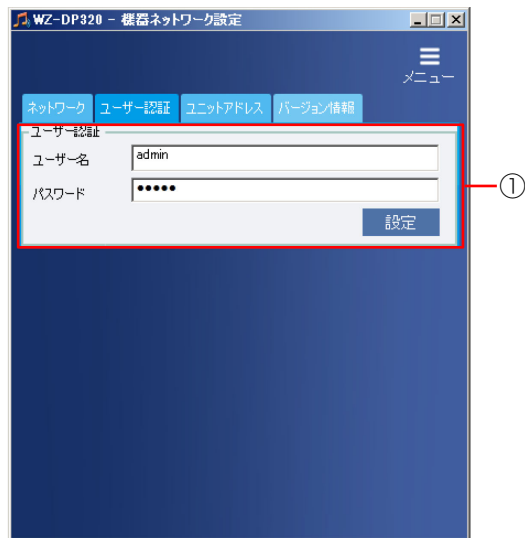 WZ-DP320 - 機器ネットワーク設定
メニュー
ネットワーク ユーザー認証 ユニットアドレス バージョン情報
ユーザー認証
ユーザー名 admin
パスワード •••••
設定
①